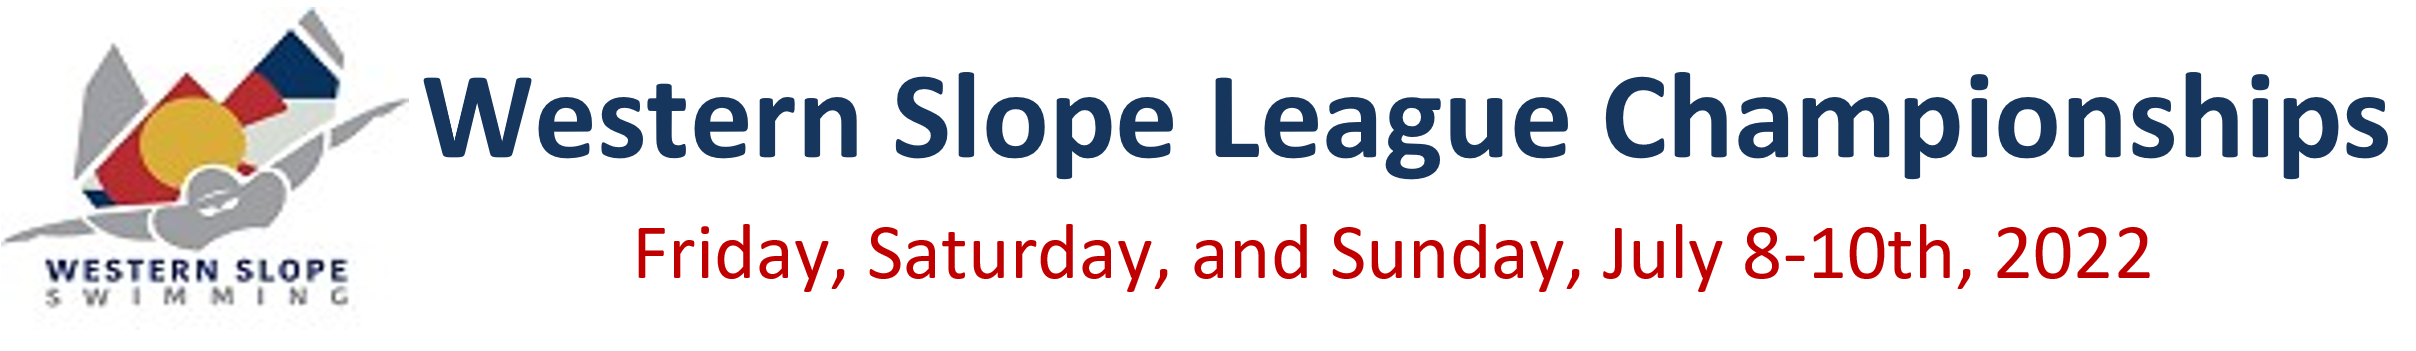 Western Slope League Championships
Friday, Saturday, and Sunday, July 8-10th, 2022
WESTERN SLOPE
SWIMMING